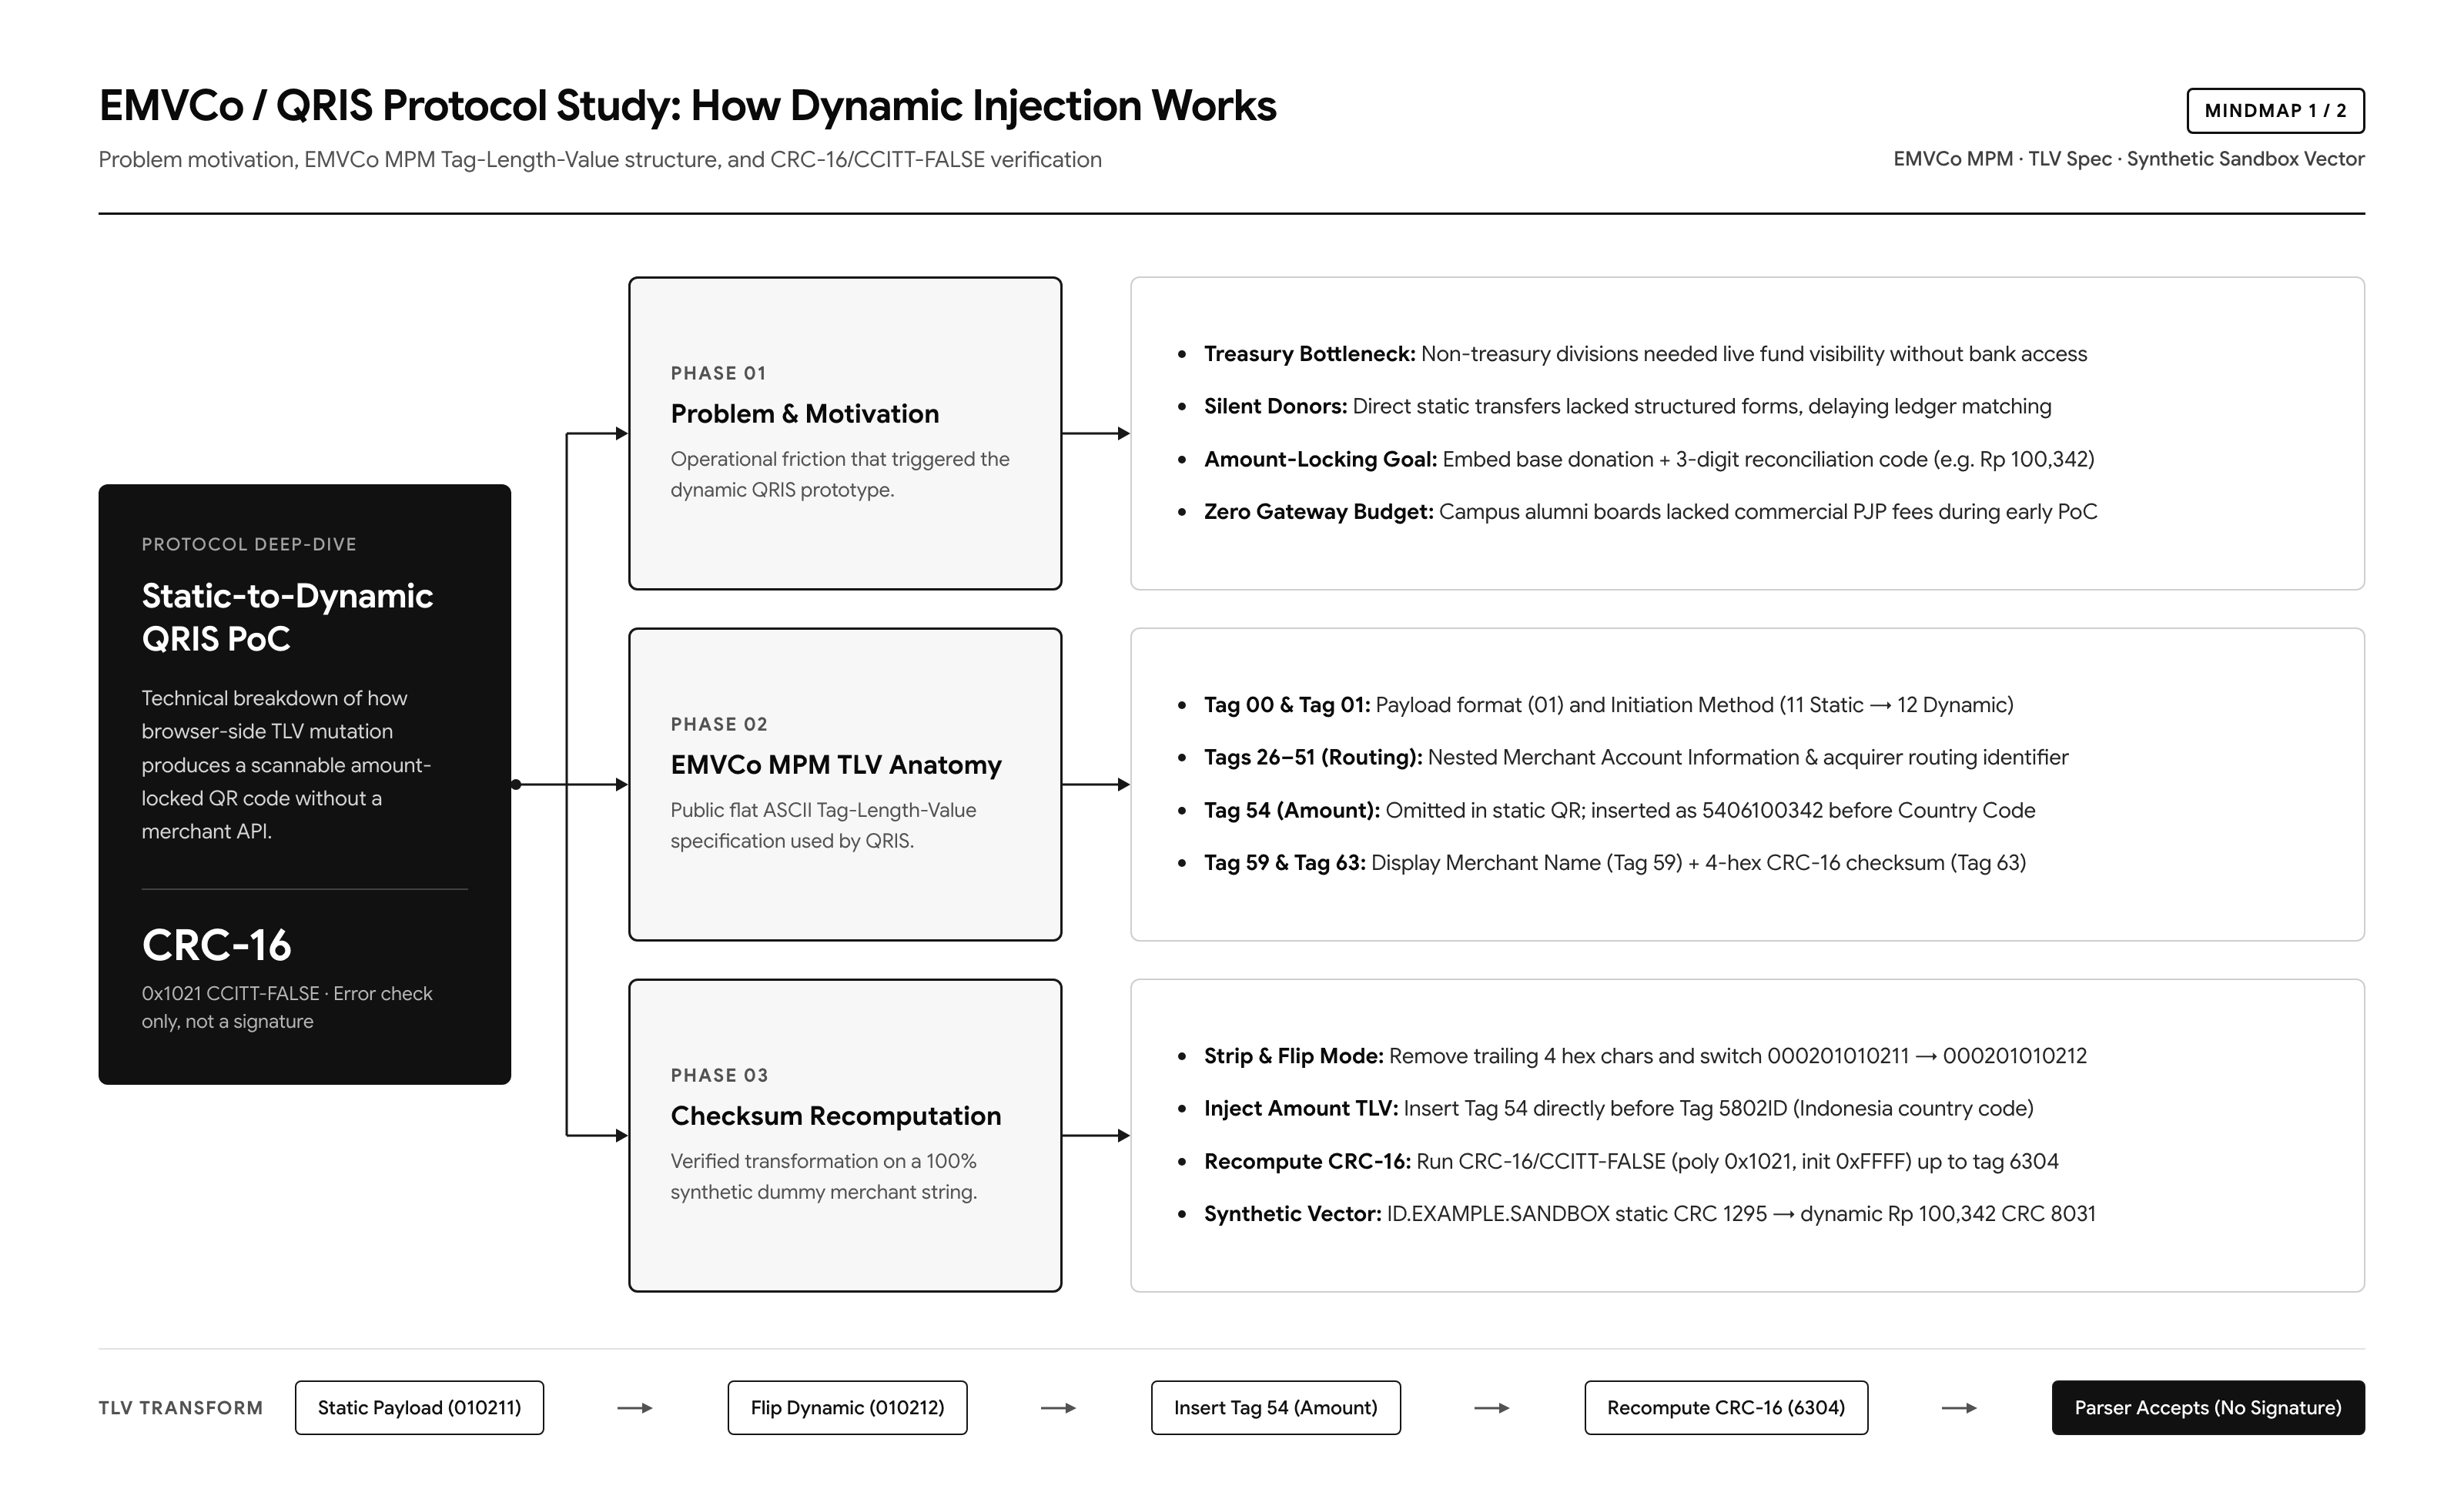 EMVCo / QRIS Protocol Study: How Dynamic Injection Works
MINDMAP 1 / 2
Problem motivation, EMVCo MPM Tag-Length-Value structure, and CRC-16/CCITT-FALSE verification
EMVCo MPM · TLV Spec · Synthetic Sandbox Vector
PROTOCOL DEEP-DIVE
Static-to-Dynamic
QRIS PoC
Technical breakdown of how
browser-side TLV mutation
produces a scannable amount-
locked QR code without a
merchant API.
CRC-16
0x1021 CCITT-FALSE · Error check
only, not a signature
PHASE 01
Problem & Motivation
Operational friction that triggered the
dynamic QRIS prototype.
• Treasury Bottleneck: Non-treasury divisions needed live fund visibility without bank access
• Silent Donors: Direct static transfers lacked structured forms, delaying ledger matching
• Amount-Locking Goal: Embed base donation + 3-digit reconciliation code (e.g. Rp 100,342)
• Zero Gateway Budget: Campus alumni boards lacked commercial PJP fees during early PoC
PHASE 02
EMVCo MPM TLV Anatomy
Public flat ASCII Tag-Length-Value
specification used by QRIS.
• Tag 00 & Tag 01: Payload format (01) and Initiation Method (11 Static → 12 Dynamic)
• Tags 26–51 (Routing): Nested Merchant Account Information & acquirer routing identifier
• Tag 54 (Amount): Omitted in static QR; inserted as 5406100342 before Country Code
• Tag 59 & Tag 63: Display Merchant Name (Tag 59) + 4-hex CRC-16 checksum (Tag 63)
PHASE 03
Checksum Recomputation
Verified transformation on a 100%
synthetic dummy merchant string.
• Strip & Flip Mode: Remove trailing 4 hex chars and switch 000201010211 → 000201010212
• Inject Amount TLV: Insert Tag 54 directly before Tag 5802ID (Indonesia country code)
• Recompute CRC-16: Run CRC-16/CCITT-FALSE (poly 0x1021, init 0xFFFF) up to tag 6304
• Synthetic Vector: ID.EXAMPLE.SANDBOX static CRC 1295 → dynamic Rp 100,342 CRC 8031
TLV TRANSFORM
Static Payload (010211)
→
Flip Dynamic (010212)
→
Insert Tag 54 (Amount)
→
Recompute CRC-16 (6304)
→
Parser Accepts (No Signature)